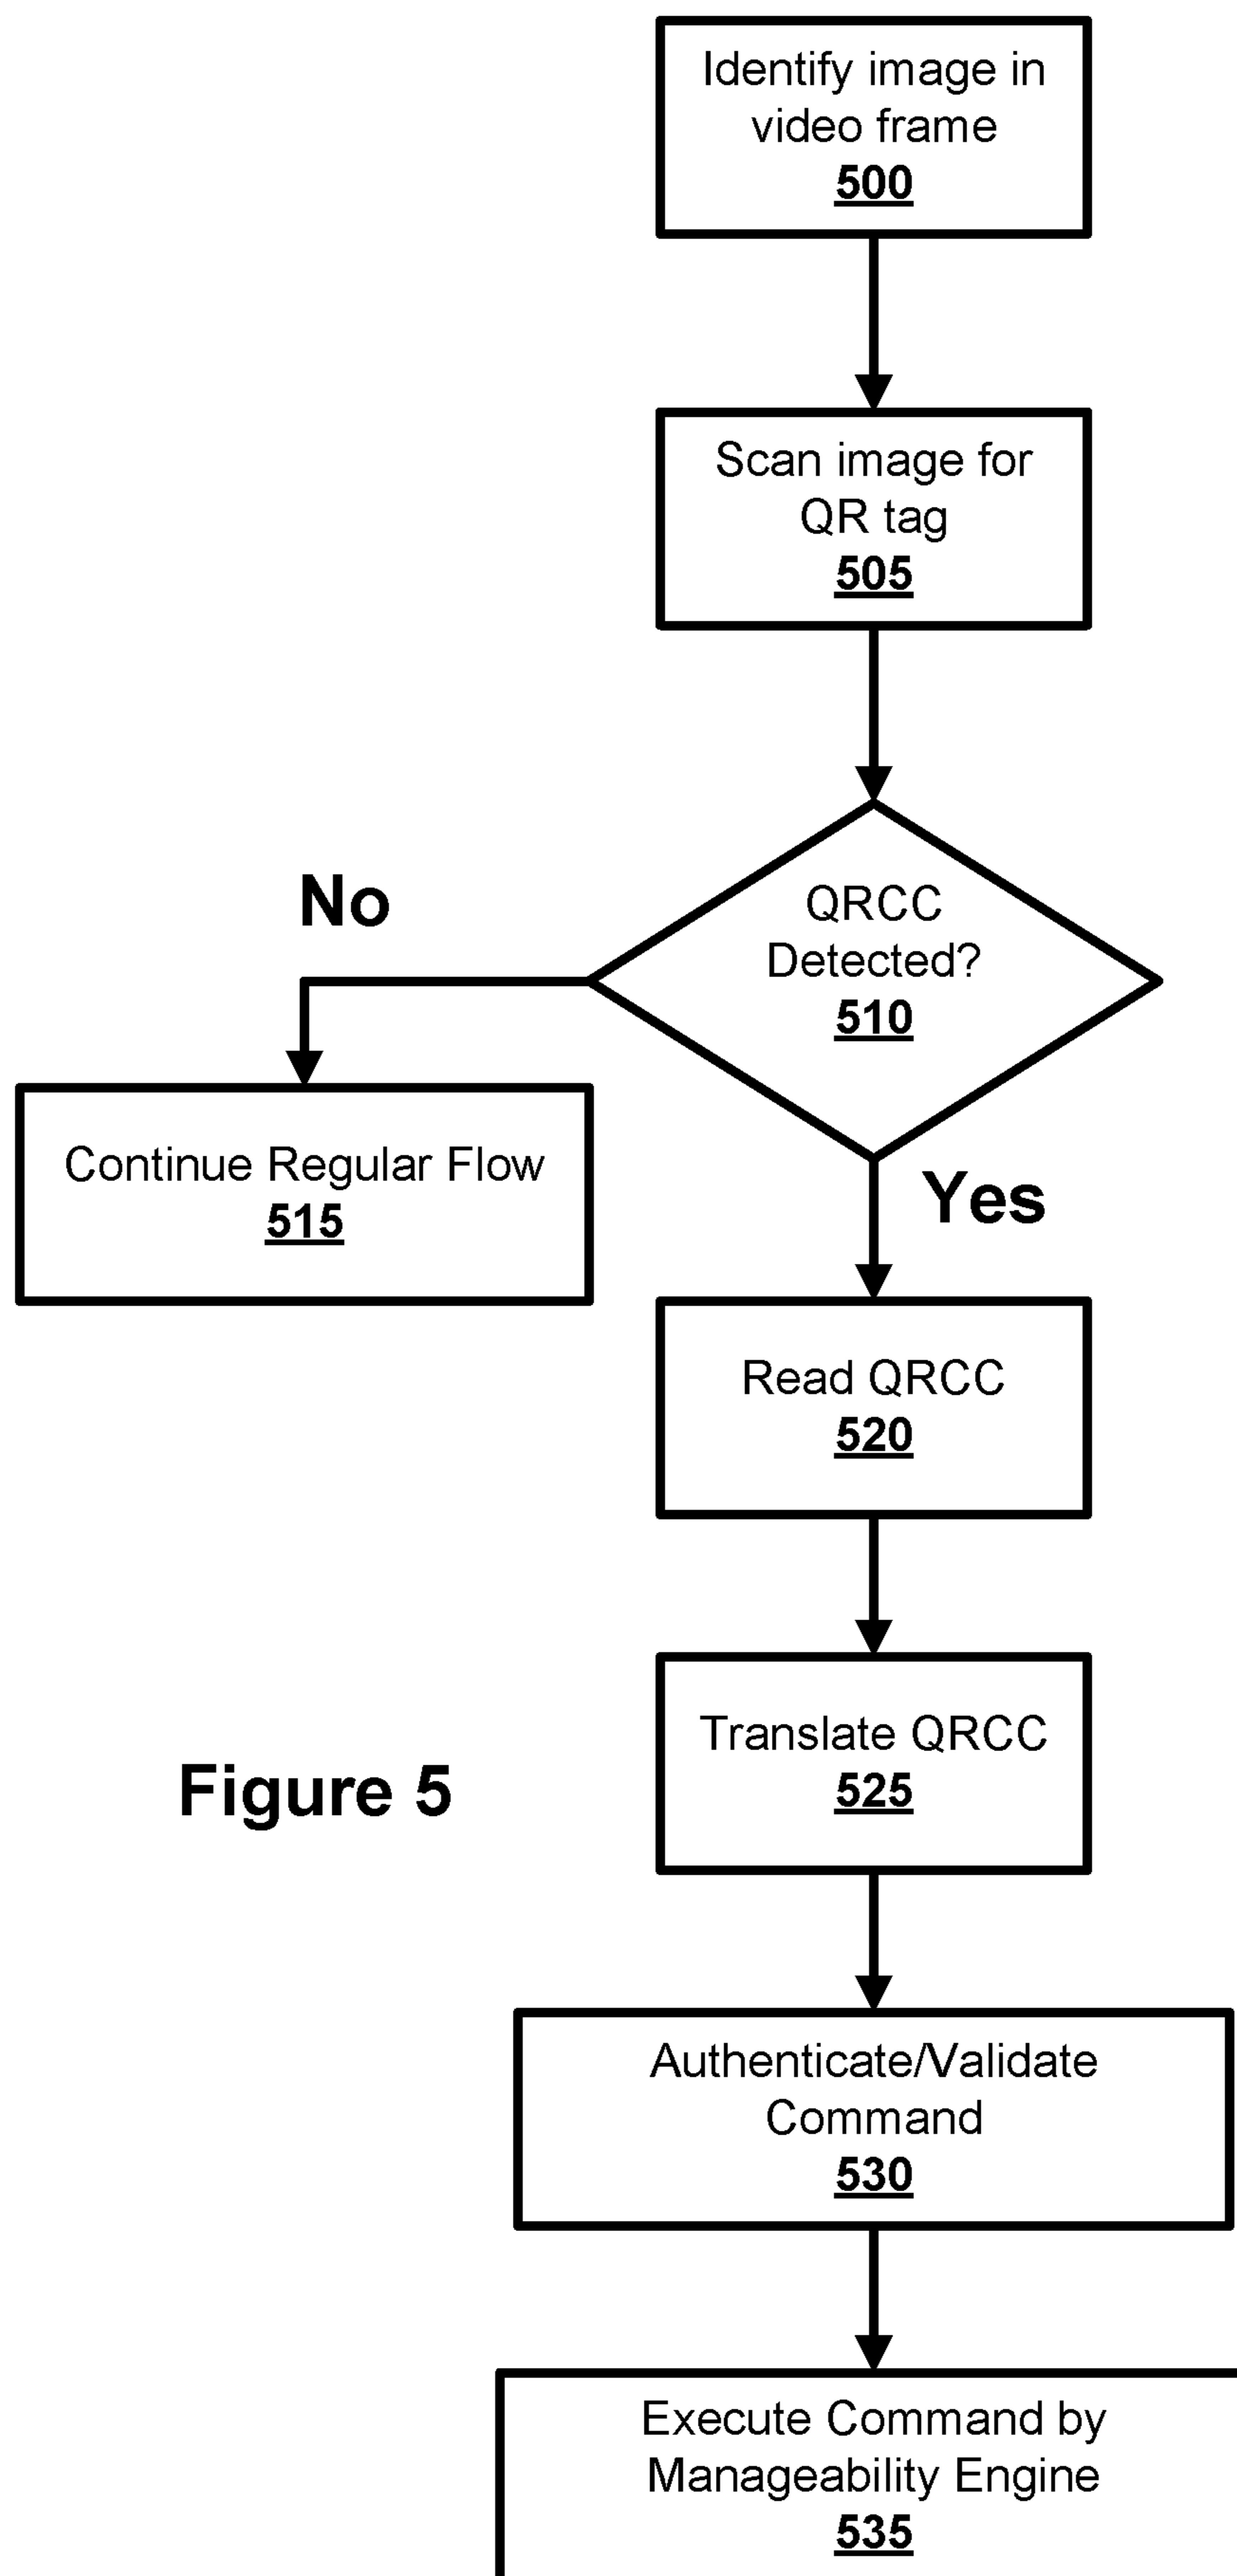 Identify image in
video frame
500
Scan image for
QR tag
505
QRCC
Detected?
510
No
Continue Regular Flow
515
Yes
Read QRCC
520
Translate QRCC
525
Figure 5
Authenticate/Validate
Command
530
Execute Command by
Manageability Engine
535